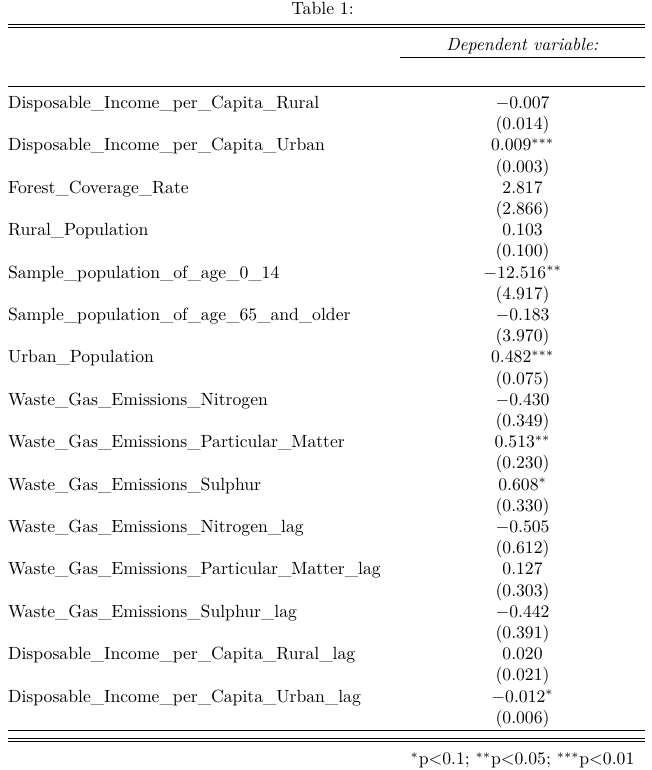 Table 1:
Dependent variable:
Disposable_Income_per_Capita_Rural −0.007
(0.014)
Disposable_Income_per_Capita_Urban 0.009***
(0.003)
Forest_Coverage_Rate 2.817
(2.866)
Rural_Population 0.103
(0.100)
Sample_population_of_age_0_14 −12.516**
(4.917)
Sample_population_of_age_65_and_older −0.183
(3.970)
Urban_Population 0.482***
(0.075)
Waste_Gas_Emissions_Nitrogen −0.430
(0.349)
Waste_Gas_Emissions_Particular_Matter 0.513**
(0.230)
Waste_Gas_Emissions_Sulphur 0.608*
(0.330)
Waste_Gas_Emissions_Nitrogen_lag −0.505
(0.612)
Waste_Gas_Emissions_Particular_Matter_lag 0.127
(0.303)
Waste_Gas_Emissions_Sulphur_lag −0.442
(0.391)
Disposable_Income_per_Capita_Rural_lag 0.020
(0.021)
Disposable_Income_per_Capita_Urban_lag −0.012*
(0.006)
*p<0.1; **p<0.05; ***p<0.01